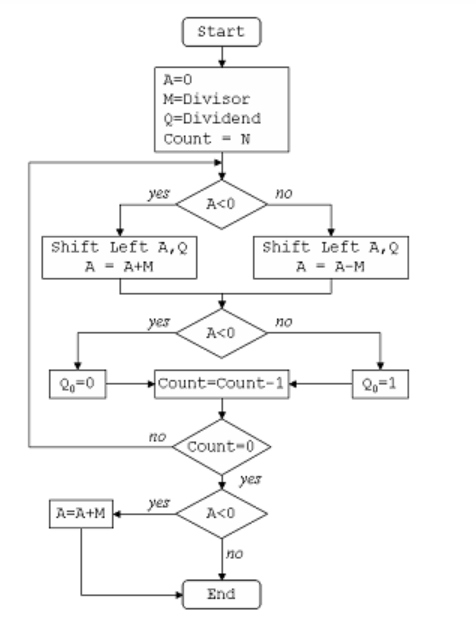 Start
A=0
M=Divisor
Q=Dividend
Count = N
yes
A<0
no
Shift Left A,Q
A = A+M
Shift Left A,Q
A = A-M
yes
A<0
no
Q₀=0
Count=Count-1
Q₀=1
no
Count=0
yes
A=A+M
yes
A<0
no
End